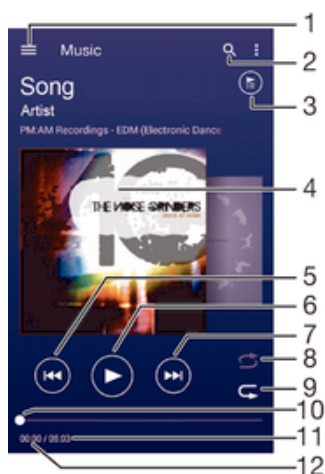 1
Music
2
Song
3
Artist
PM:AM Recordings - EDM (Electronic Dance
4
THE NOISE GRINDERS
5
6
7
8
9
10
00:00 / 05:03
11
12